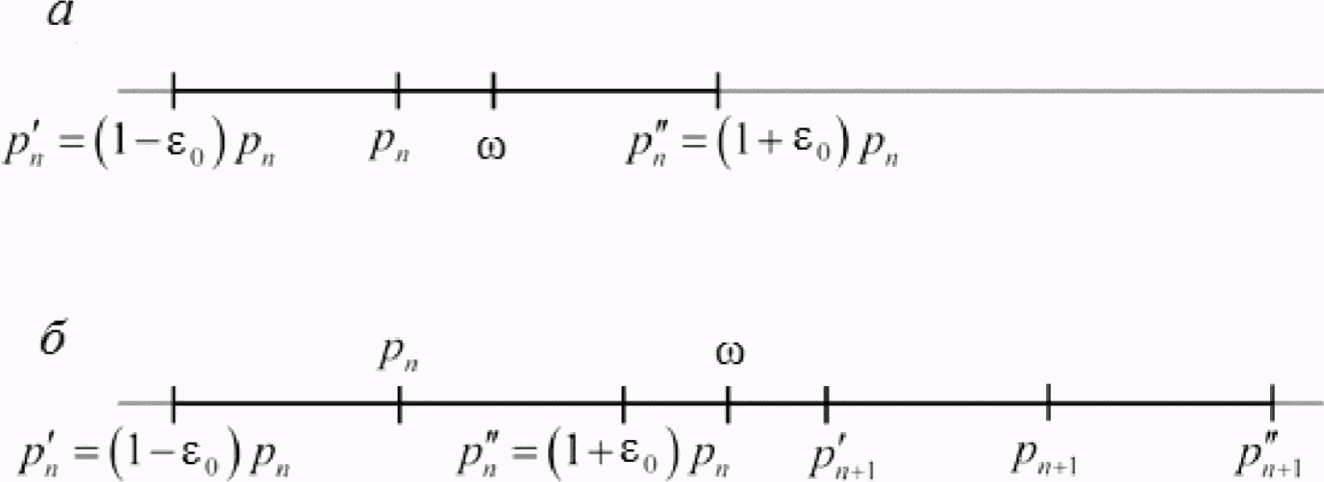 а
p′ₙ = (1 − ε₀) pₙ pₙ ω p″ₙ = (1 + ε₀) pₙ
б
pₙ ω
p′ₙ = (1 − ε₀) pₙ p″ₙ = (1 + ε₀) pₙ p′ₙ₊₁ pₙ₊₁ p″ₙ₊₁